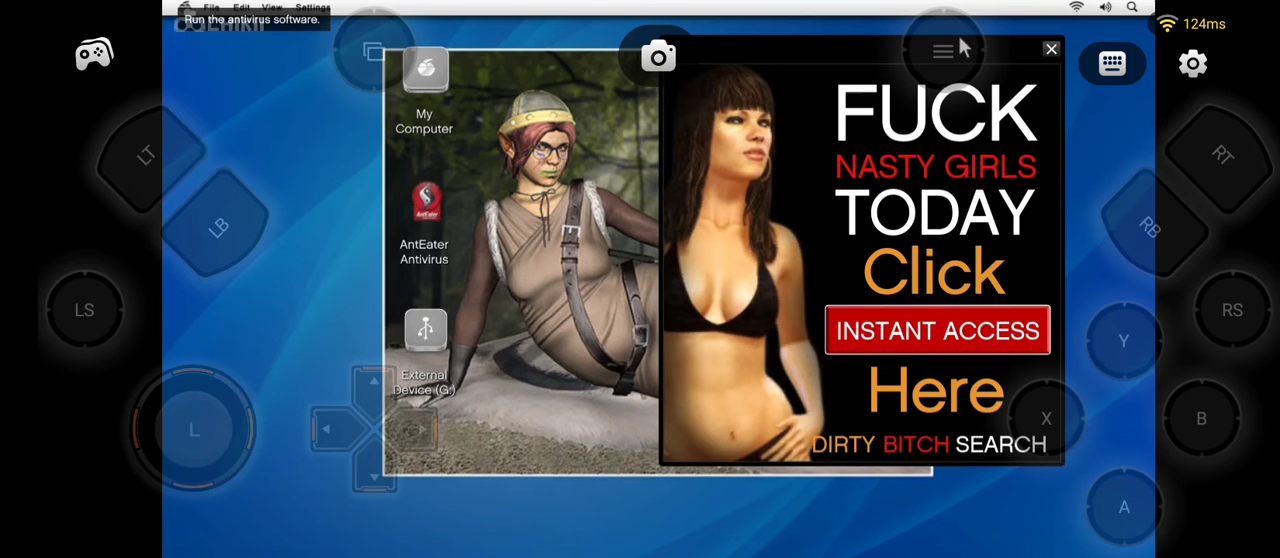 File Edit View Settings
Run the antivirus software.
124ms
My
Computer
AntEater
AntEater
Antivirus
External
Device (G:)
FUCK
NASTY GIRLS
TODAY
Click
INSTANT ACCESS
Here
DIRTY BITCH SEARCH
LT
LB
LS
L
RT
RB
RS
Y
X
B
A